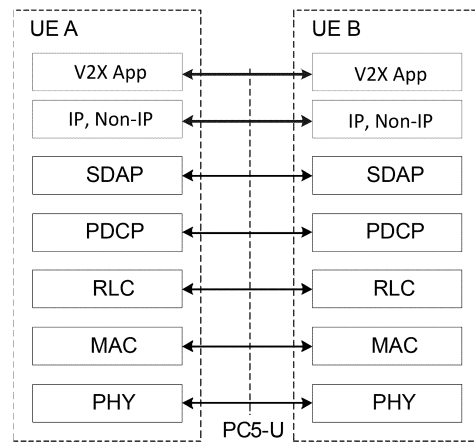 UE A UE B
V2X App V2X App
IP, Non-IP IP, Non-IP
SDAP SDAP
PDCP PDCP
RLC RLC
MAC MAC
PHY PHY
PC5-U